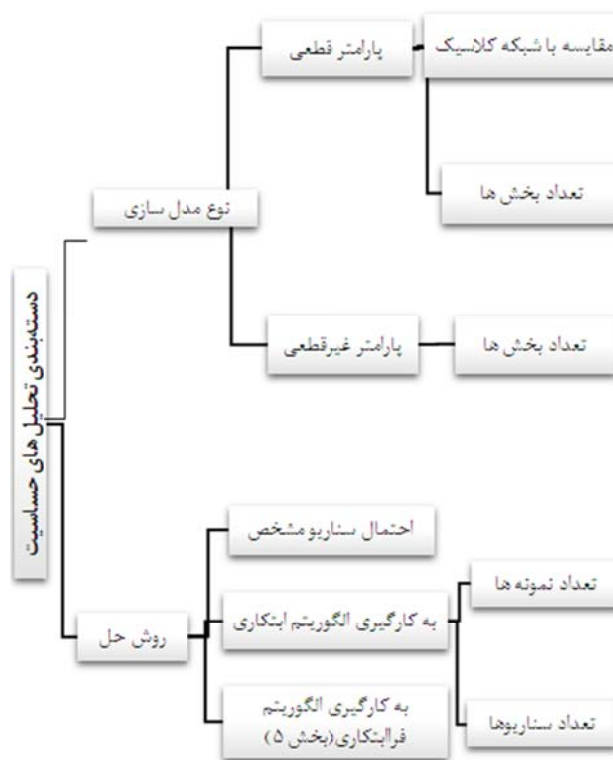 دسته‌بندی تحلیل های حساسیت
نوع مدل سازی
پارامتر قطعی
مقایسه با شبکه کلاسیک
تعداد بخش ها
پارامتر غیرقطعی
تعداد بخش ها
روش حل
احتمال سناریو مشخص
به کارگیری الگوریتم ابتکاری
تعداد نمونه ها
تعداد سناریوها
به کارگیری الگوریتم
فراابتکاری(بخش ۵)